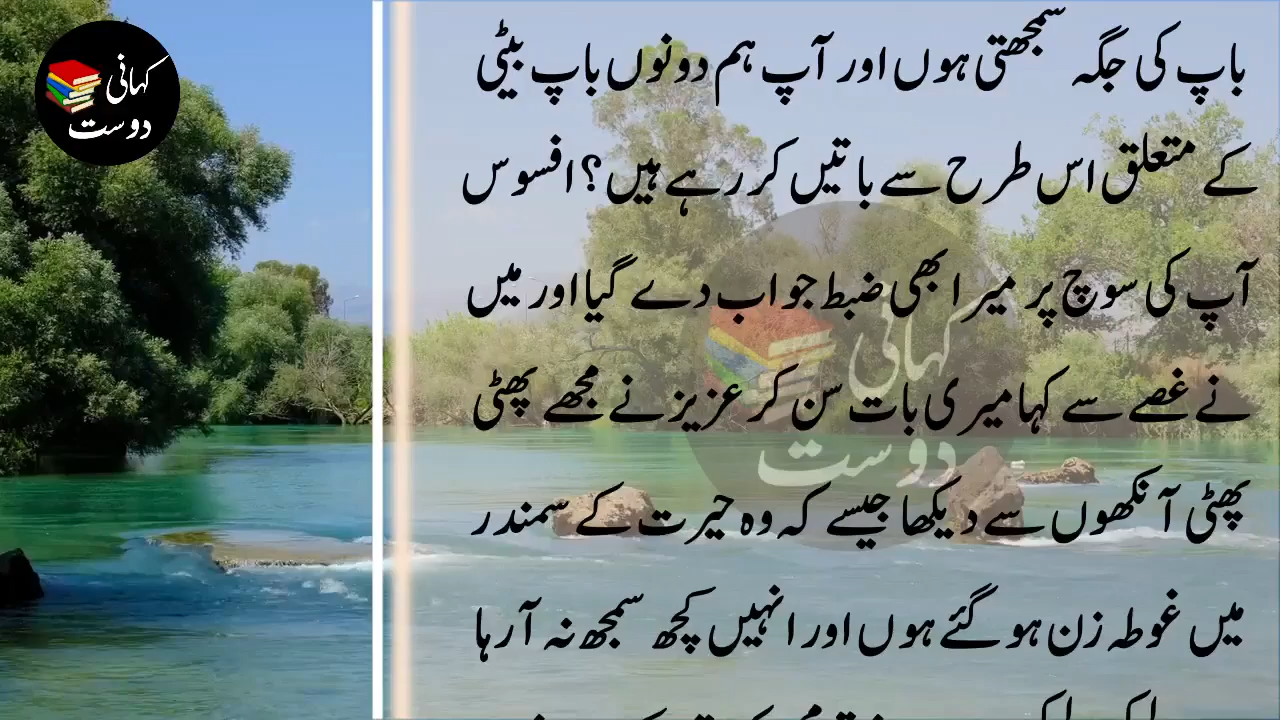 کہانی
دوست
باپ کی جگہ سمجھتی ہوں اور آپ ہم دونوں باپ بیٹی
کے متعلق اس طرح سے باتیں کر رہے ہیں؟ افسوس
آپ کی سوچ پر میرا بھی ضبط جواب دے گیا اور میں
نے غصے سے کہا میری بات سن کر عزیز نے مجھے پھٹی
پھٹی آنکھوں سے دیکھا جیسے کہ وہ حیرت کے سمندر
میں غوطہ زن ہو گئے ہوں اور انہیں کچھ سمجھ نہ آ رہا
کہانی
دوست